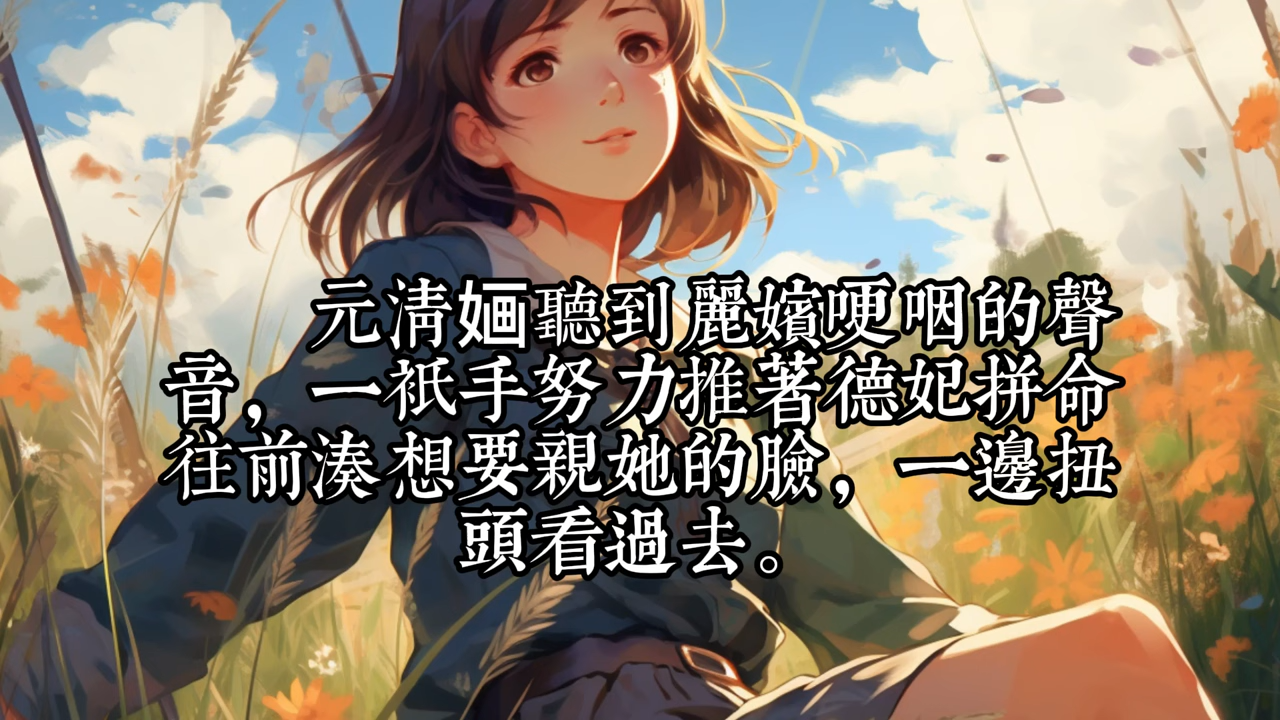 元清婳聽到麗嬪哽咽的聲
音，一衹手努力推著德妃拼命
往前湊想要親她的臉，一邊扭
頭看過去。